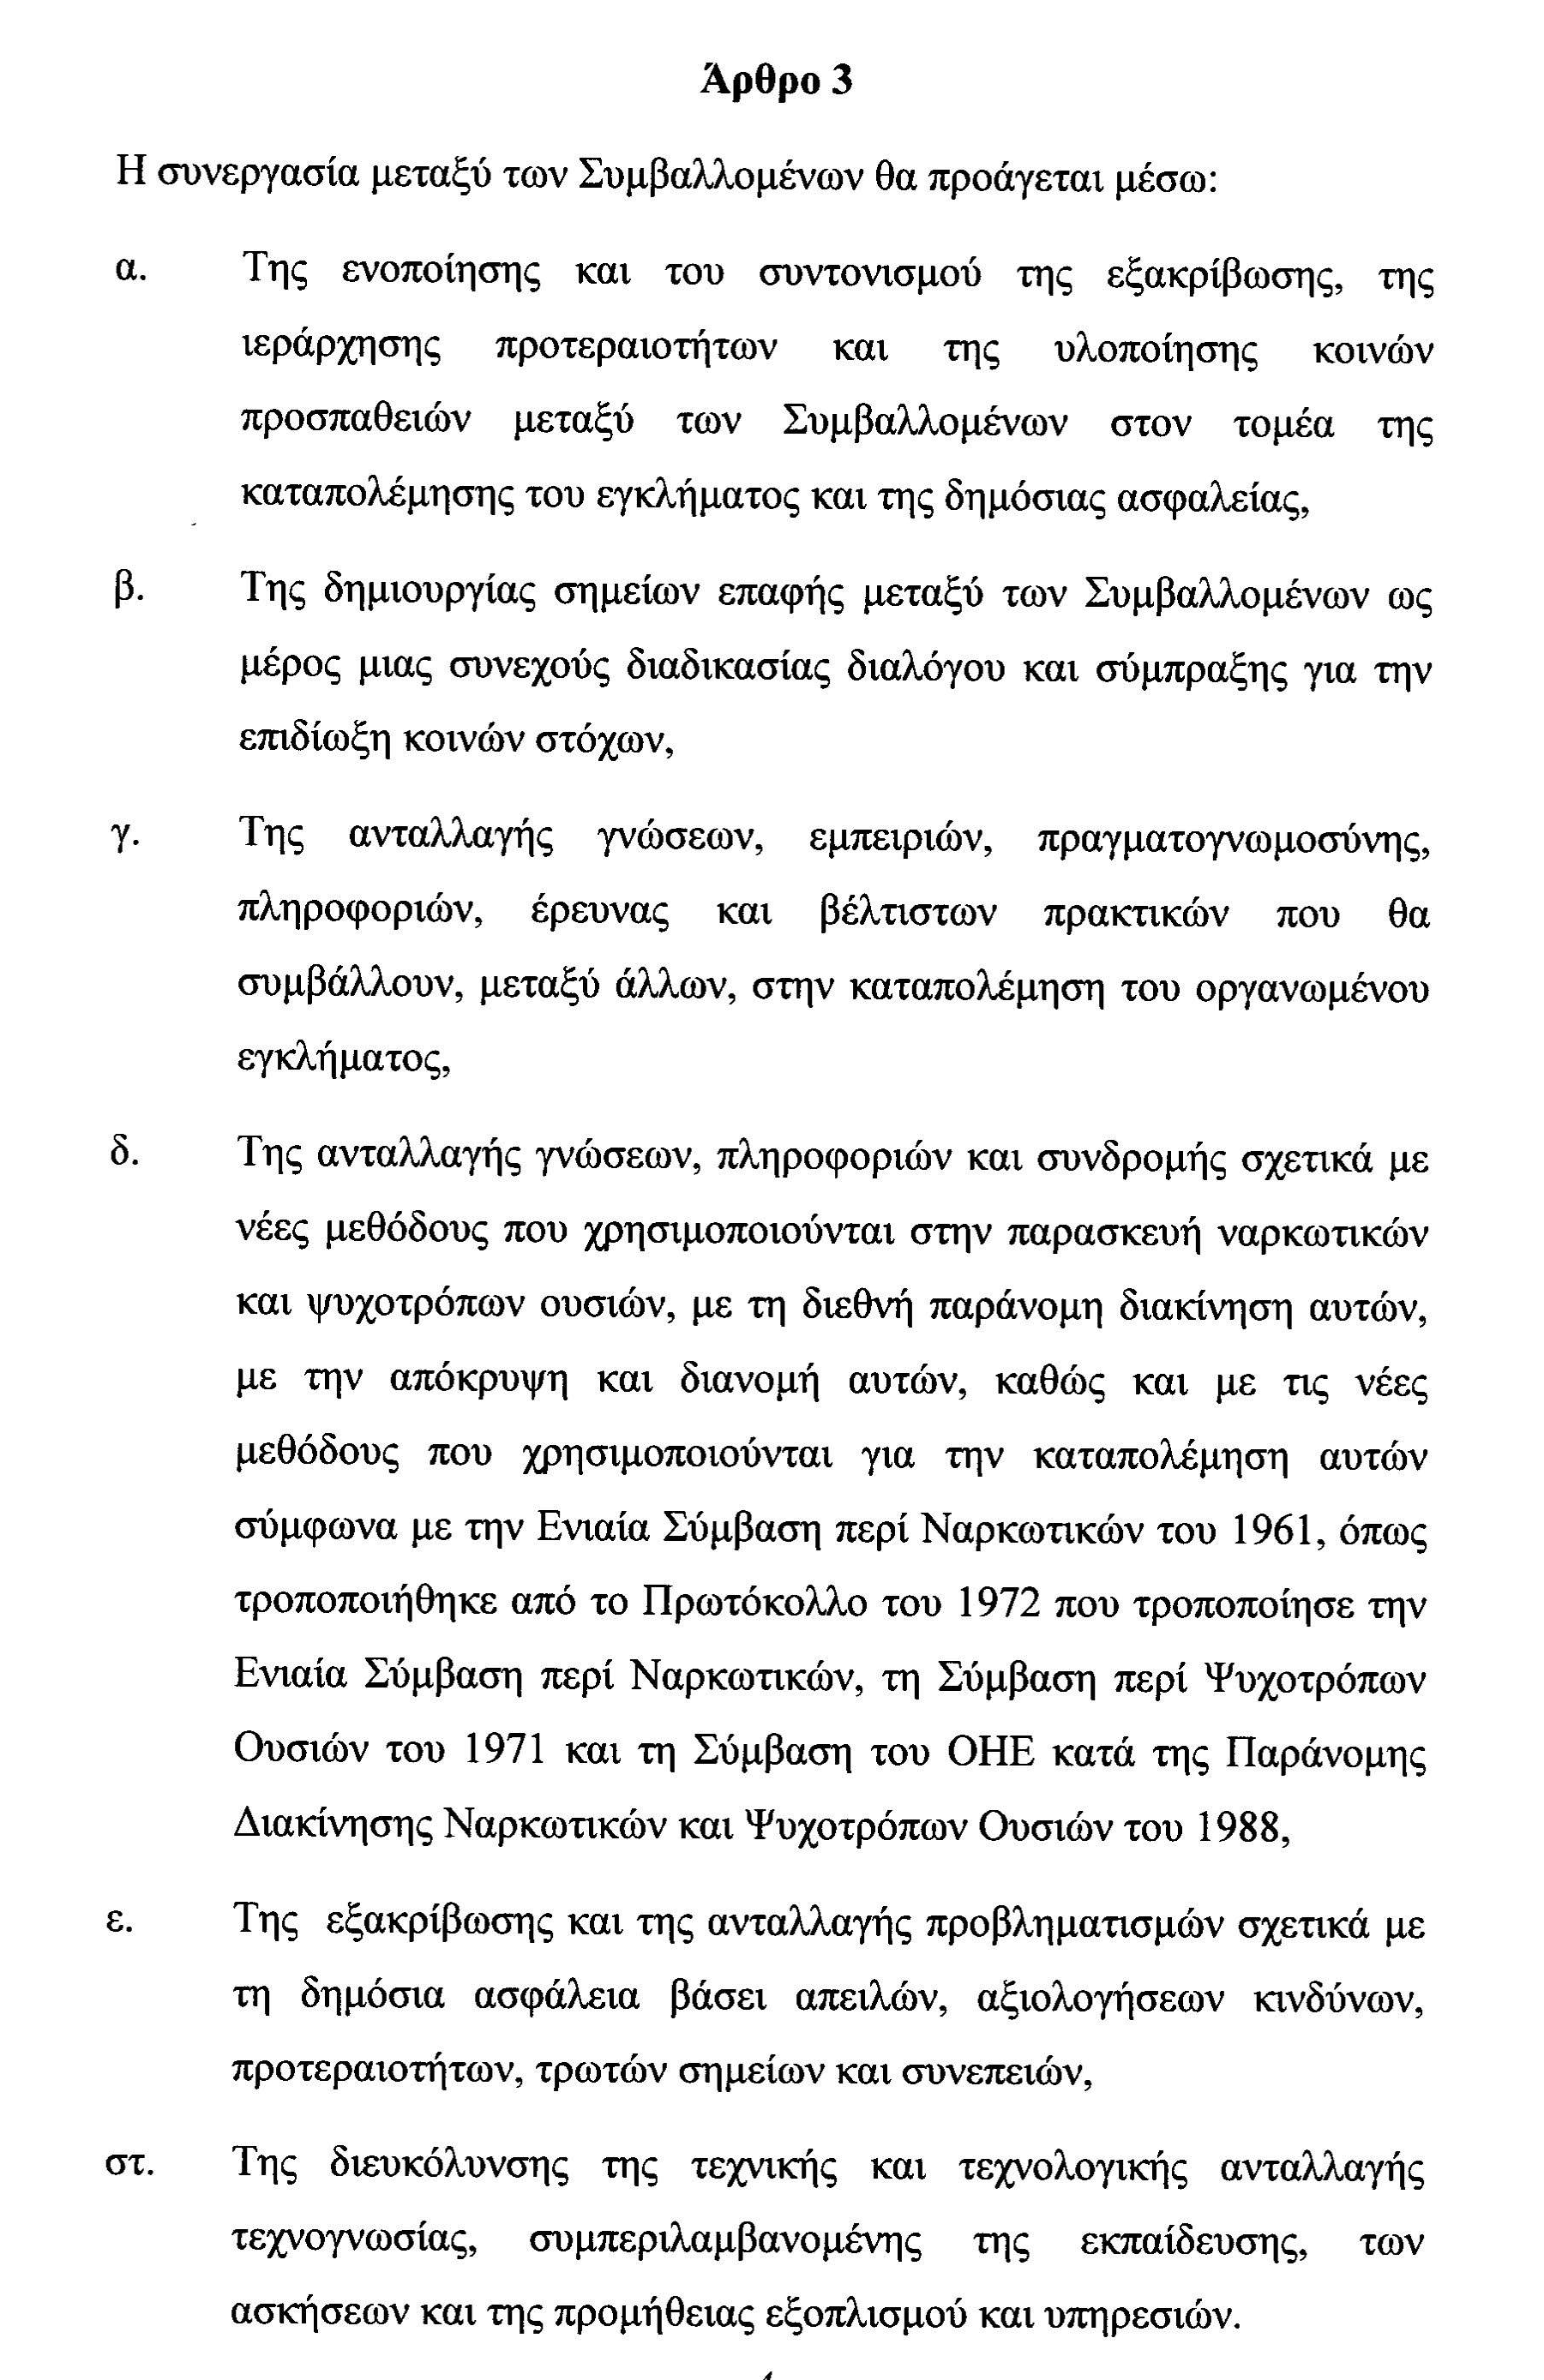 Άρθρο 3
Η συνεργασία μεταξύ των Συμβαλλομένων θα προάγεται μέσω:
α. Της ενοποίησης και του συντονισμού της εξακρίβωσης, της
ιεράρχησης προτεραιοτήτων και της υλοποίησης κοινών
προσπαθειών μεταξύ των Συμβαλλομένων στον τομέα της
καταπολέμησης του εγκλήματος και της δημόσιας ασφαλείας,
β. Της δημιουργίας σημείων επαφής μεταξύ των Συμβαλλομένων ως
μέρος μιας συνεχούς διαδικασίας διαλόγου και σύμπραξης για την
επιδίωξη κοινών στόχων,
γ. Της ανταλλαγής γνώσεων, εμπειριών, πραγματογνωμοσύνης,
πληροφοριών, έρευνας και βέλτιστων πρακτικών που θα
συμβάλλουν, μεταξύ άλλων, στην καταπολέμηση του οργανωμένου
εγκλήματος,
δ. Της ανταλλαγής γνώσεων, πληροφοριών και συνδρομής σχετικά με
νέες μεθόδους που χρησιμοποιούνται στην παρασκευή ναρκωτικών
και ψυχοτρόπων ουσιών, με τη διεθνή παράνομη διακίνηση αυτών,
με την απόκρυψη και διανομή αυτών, καθώς και με τις νέες
μεθόδους που χρησιμοποιούνται για την καταπολέμηση αυτών
σύμφωνα με την Ενιαία Σύμβαση περί Ναρκωτικών του 1961, όπως
τροποποιήθηκε από το Πρωτόκολλο του 1972 που τροποποίησε την
Ενιαία Σύμβαση περί Ναρκωτικών, τη Σύμβαση περί Ψυχοτρόπων
Ουσιών του 1971 και τη Σύμβαση του ΟΗΕ κατά της Παράνομης
Διακίνησης Ναρκωτικών και Ψυχοτρόπων Ουσιών του 1988,
ε. Της εξακρίβωσης και της ανταλλαγής προβληματισμών σχετικά με
τη δημόσια ασφάλεια βάσει απειλών, αξιολογήσεων κινδύνων,
προτεραιοτήτων, τρωτών σημείων και συνεπειών,
στ. Της διευκόλυνσης της τεχνικής και τεχνολογικής ανταλλαγής
τεχνογνωσίας, συμπεριλαμβανομένης της εκπαίδευσης, των
ασκήσεων και της προμήθειας εξοπλισμού και υπηρεσιών.